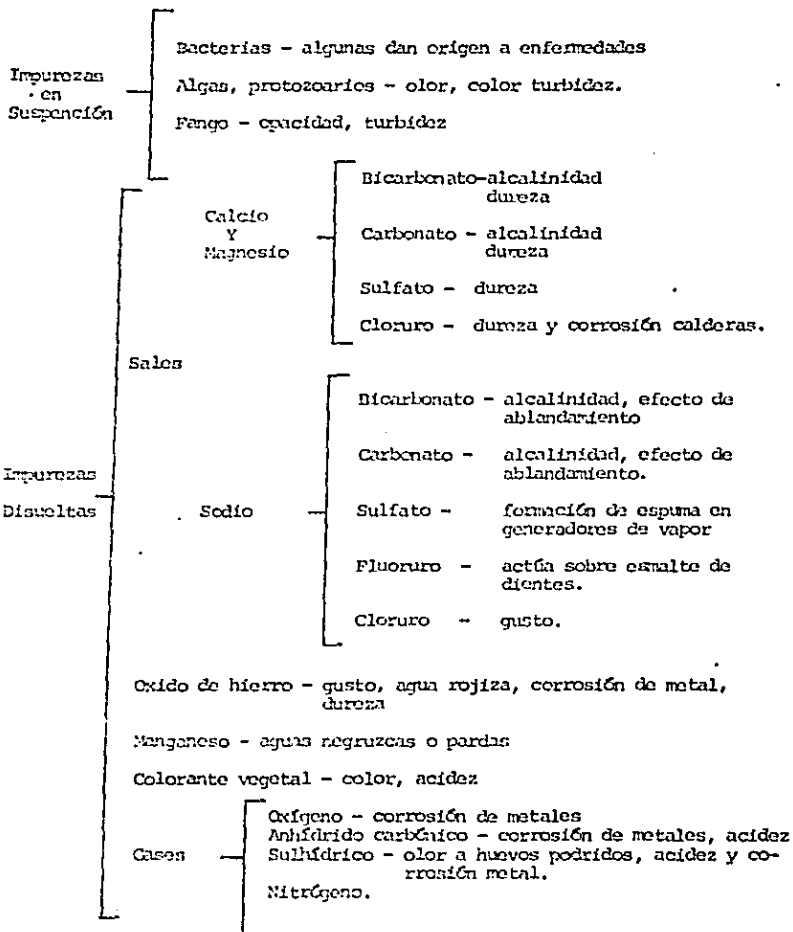 Bacterias - algunas dan origen a enfermedades
Impurezas
en
Suspención
Algas, protozoarios - olor, color turbidez.
Fango - opacidad, turbidez
Calcio
Y
Magnesio
Bicarbonato-alcalinidad
dureza
Carbonato - alcalinidad
dureza
Sulfato - dureza
Cloruro - dureza y corrosión calderas.
Sales
Impurezas
Disueltas
Sodio
Bicarbonato - alcalinidad, efecto de
ablandamiento
Carbonato - alcalinidad, efecto de
ablandamiento.
Sulfato - formación de espuma en
generadores de vapor
Fluoruro - actúa sobre esmalte de
dientes.
Cloruro - gusto.
Oxido de hierro - gusto, agua rojiza, corrosión de metal,
dureza
Manganeso - aguas negruzcas o pardas
Colorante vegetal - color, acidez
Gases
Oxígeno - corrosión de metales
Anhídrido carbónico - corrosión de metales, acidez
Sulhídrico - olor a huevos podridos, acidez y co-
rrosión metal.
Nitrógeno.